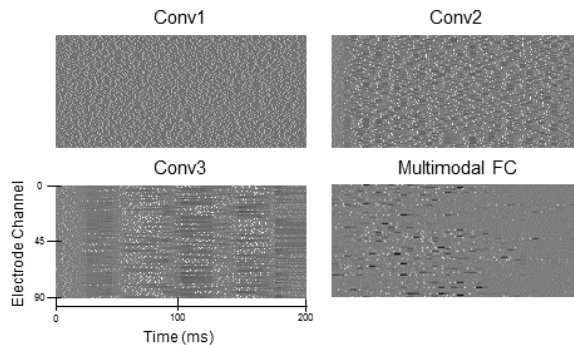 Conv1
Conv2
Conv3
Multimodal FC
Electrode Channel
0
45
90
0
100
200
Time (ms)